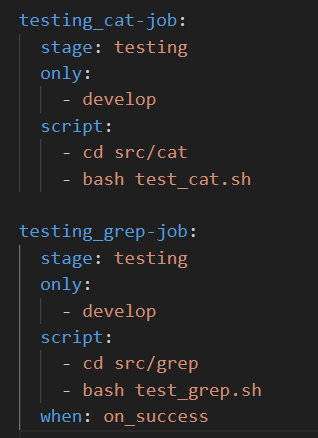 testing_cat-job:
  stage: testing
  only:
    - develop
  script:
    - cd src/cat
    - bash test_cat.sh

testing_grep-job:
  stage: testing
  only:
    - develop
  script:
    - cd src/grep
    - bash test_grep.sh
  when: on_success